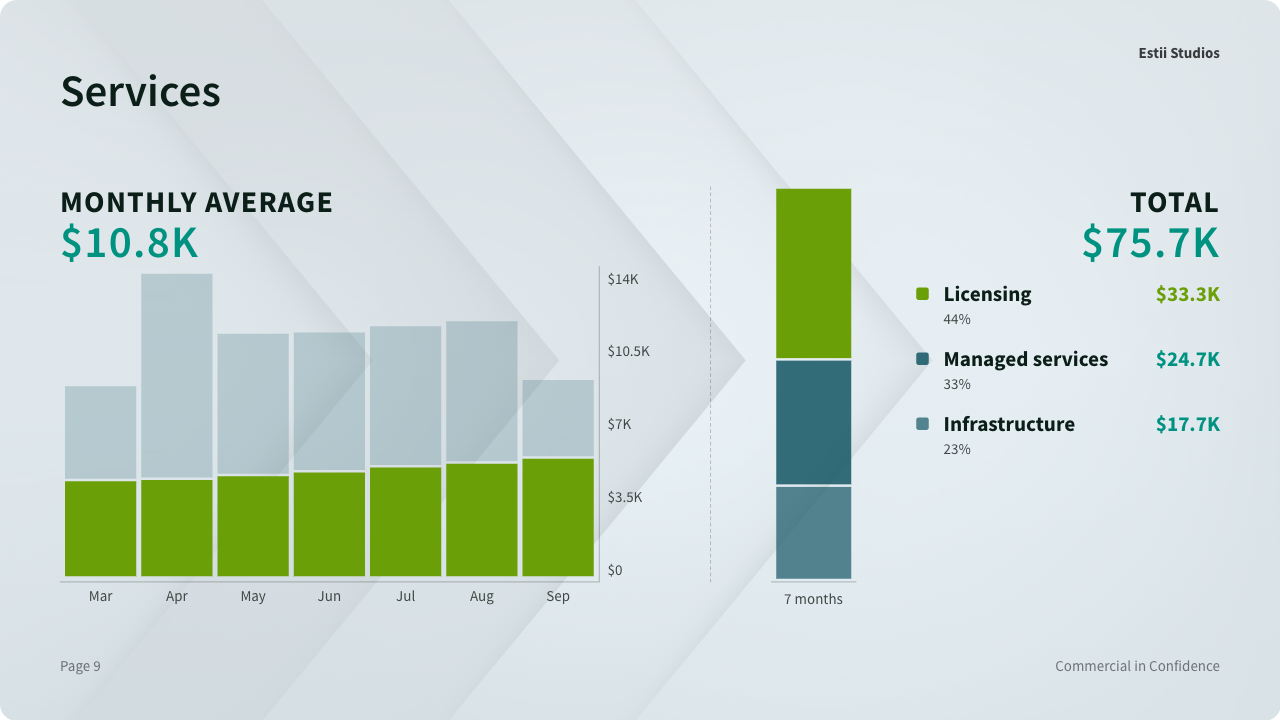 Estii Studios
Services
MONTHLY AVERAGE
$10.8K
$14K
$10.5K
$7K
$3.5K
$0
Mar Apr May Jun Jul Aug Sep
7 months
TOTAL
$75.7K
Licensing $33.3K
44%
Managed services $24.7K
33%
Infrastructure $17.7K
23%
Page 9
Commercial in Confidence